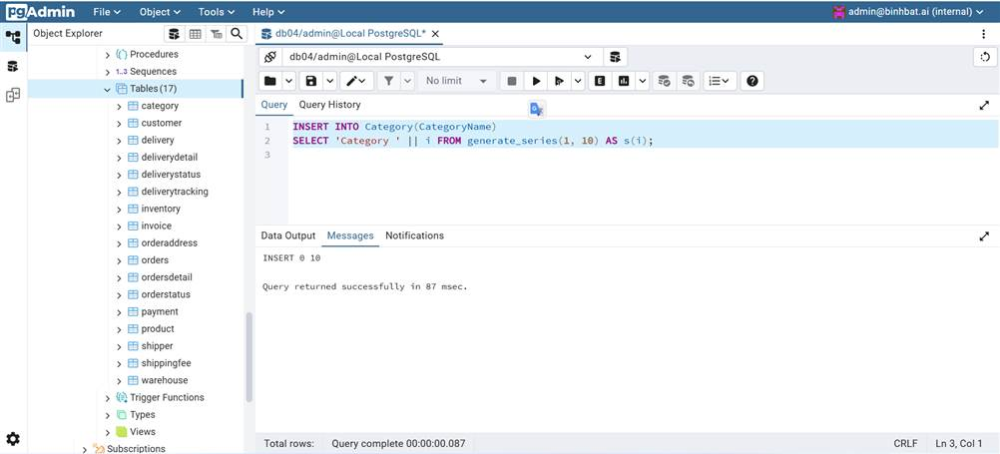 pgAdmin File Object Tools Help admin@binhbat.ai (internal)
Object Explorer
db04/admin@Local PostgreSQL*
db04/admin@Local PostgreSQL
No limit
E
Query Query History
1 INSERT INTO Category(CategoryName)
2 SELECT 'Category ' || i FROM generate_series(1, 10) AS s(i);
3
Procedures
1..3 Sequences
Tables (17)
category
customer
delivery
deliverydetail
deliverystatus
deliverytracking
inventory
invoice
orderaddress
orders
ordersdetail
orderstatus
payment
product
shipper
shippingfee
warehouse
Trigger Functions
Types
Views
Subscriptions
Data Output Messages Notifications
INSERT 0 10
Query returned successfully in 87 msec.
Total rows: Query complete 00:00:00.087 CRLF Ln 3, Col 1